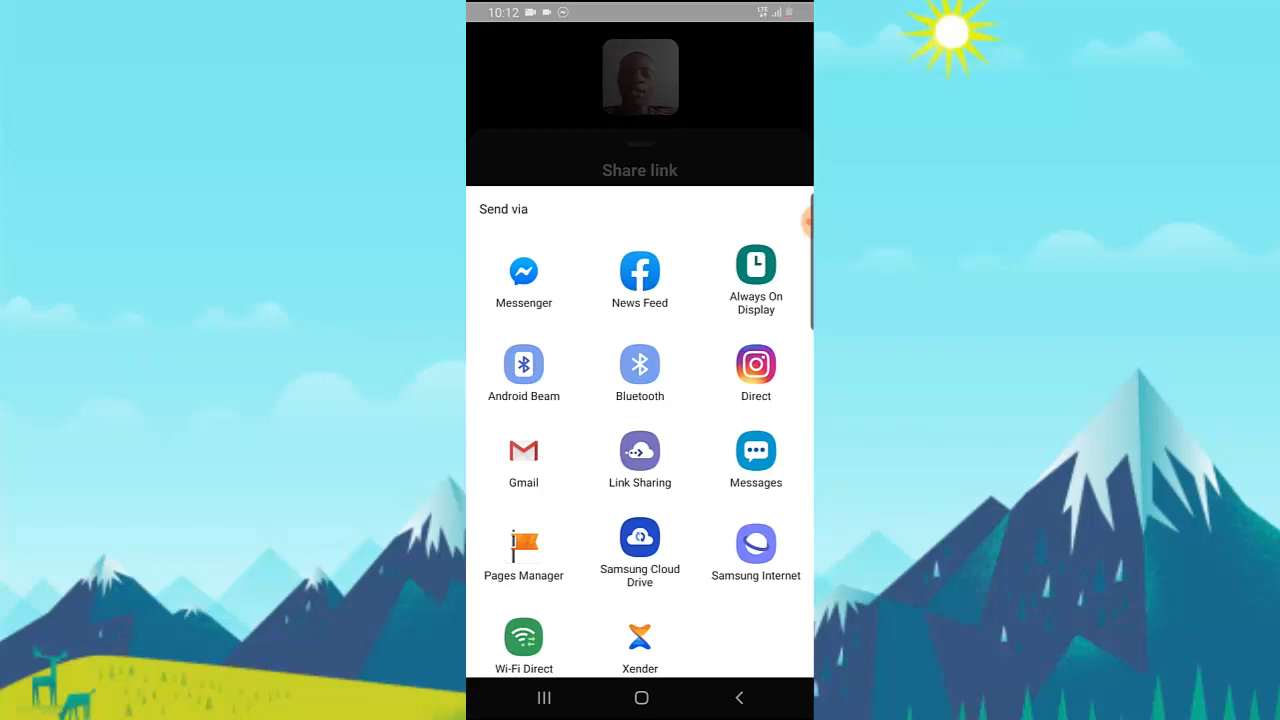 10:12
LTE
Share link
Send via
Messenger
News Feed
Always On
Display
Android Beam
Bluetooth
Direct
Gmail
Link Sharing
Messages
Pages Manager
Samsung Cloud
Drive
Samsung Internet
Wi-Fi Direct
Xender